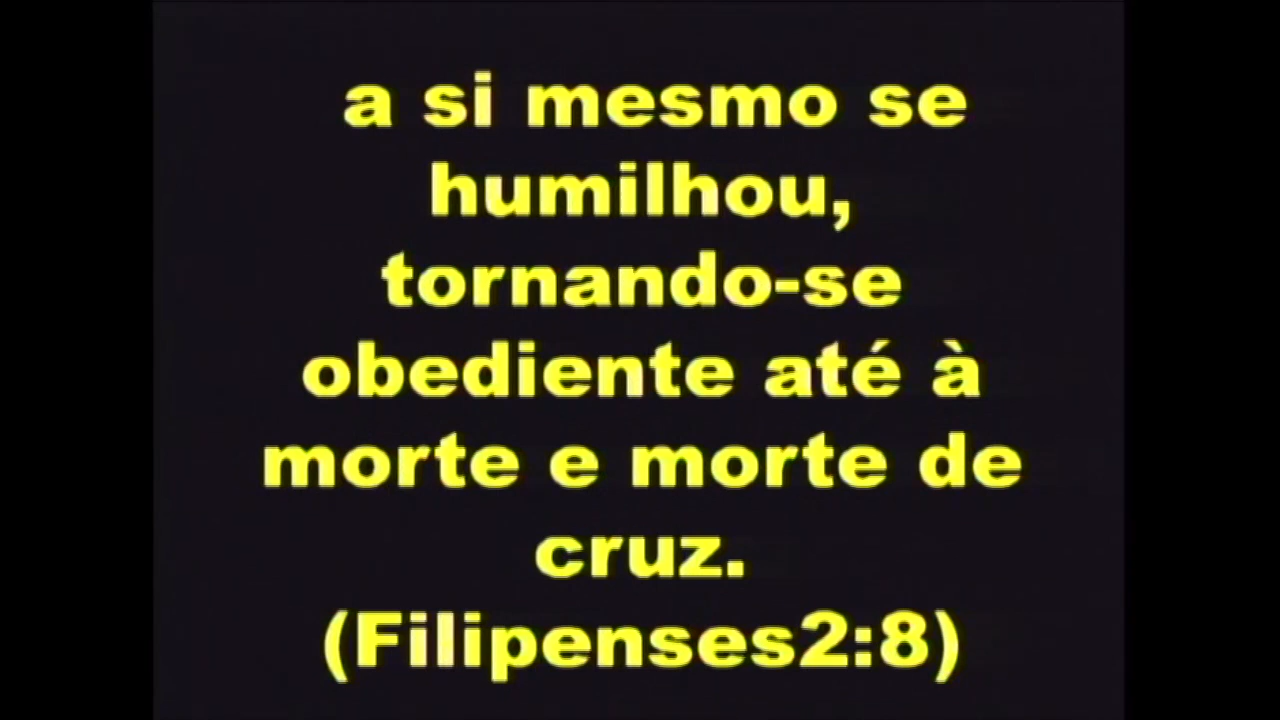 a si mesmo se
humilhou,
tornando-se
obediente até à
morte e morte de
cruz.
(Filipenses2:8)